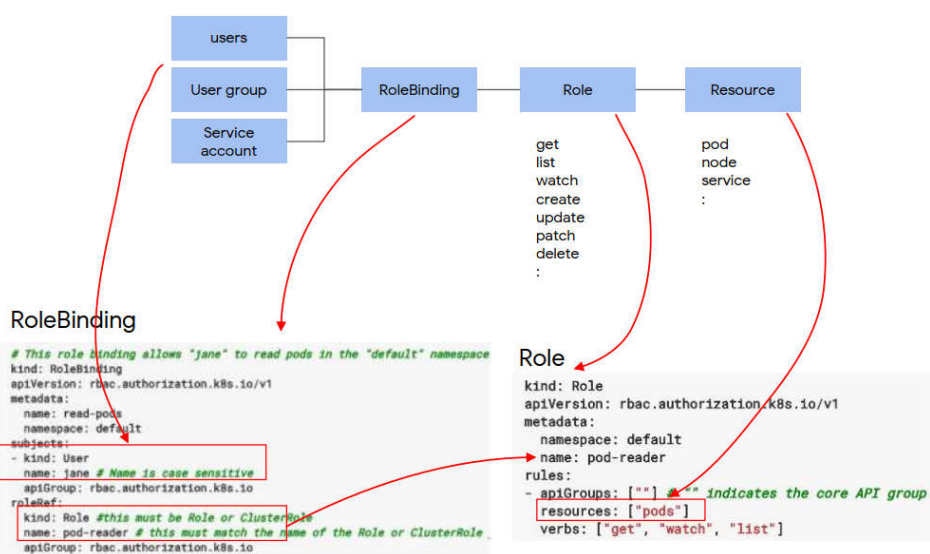 users
User group
Service
account
RoleBinding
Role
Resource
get
list
watch
create
update
patch
delete
:
pod
node
service
:
RoleBinding
# This role binding allows "jane" to read pods in the "default" namespace
kind: RoleBinding
apiVersion: rbac.authorization.k8s.io/v1
metadata:
  name: read-pods
  namespace: default
subjects:
- kind: User
  name: jane # Name is case sensitive
  apiGroup: rbac.authorization.k8s.io
roleRef:
  kind: Role #this must be Role or ClusterRole
  name: pod-reader # this must match the name of the Role or ClusterRole
  apiGroup: rbac.authorization.k8s.io
Role
kind: Role
apiVersion: rbac.authorization.k8s.io/v1
metadata:
  namespace: default
  name: pod-reader
rules:
- apiGroups: [""] # "" indicates the core API group
  resources: ["pods"]
  verbs: ["get", "watch", "list"]